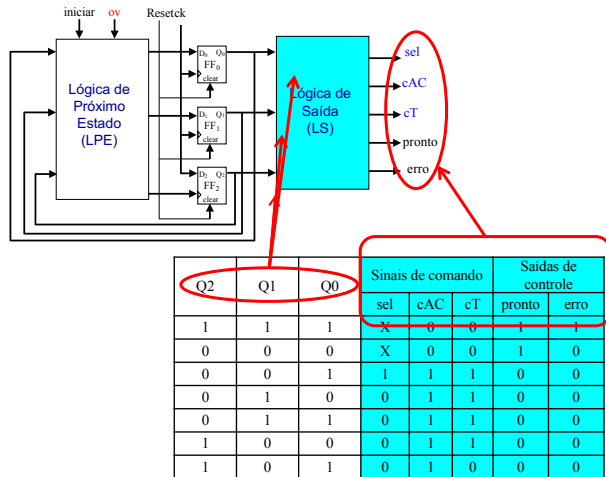 iniciar ov Resetck
D0 Q0
FF0
clear
D1 Q1
FF1
clear
D2 Q2
FF2
clear
Lógica de
Próximo
Estado
(LPE)
Lógica de
Saída
(LS)
sel
cAC
cT
pronto
erro
Q2 Q1 Q0 Sinais de comando Saídas de controle
sel cAC cT pronto erro
1 1 1 X 0 0 1 1
0 0 0 X 0 0 1 0
0 0 1 1 1 1 0 0
0 1 0 0 1 1 0 0
0 1 1 0 1 1 0 0
1 0 0 0 1 1 0 0
1 0 1 0 1 0 0 0